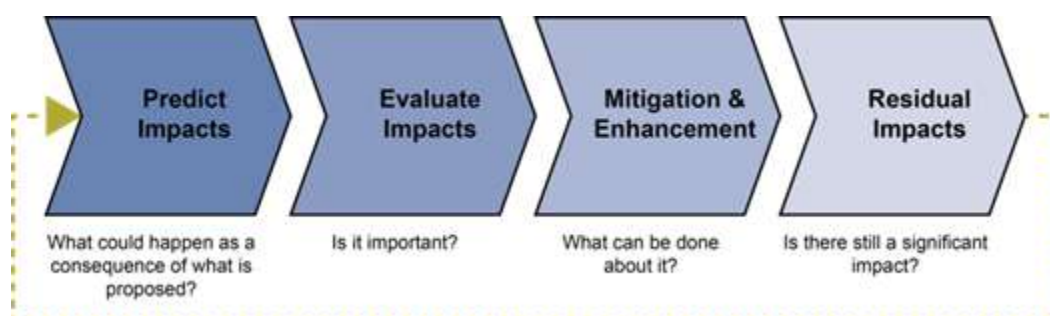 Predict
Impacts
Evaluate
Impacts
Mitigation &
Enhancement
Residual
Impacts
What could happen as a
consequence of what is
proposed?
Is it important?
What can be done
about it?
Is there still a significant
impact?